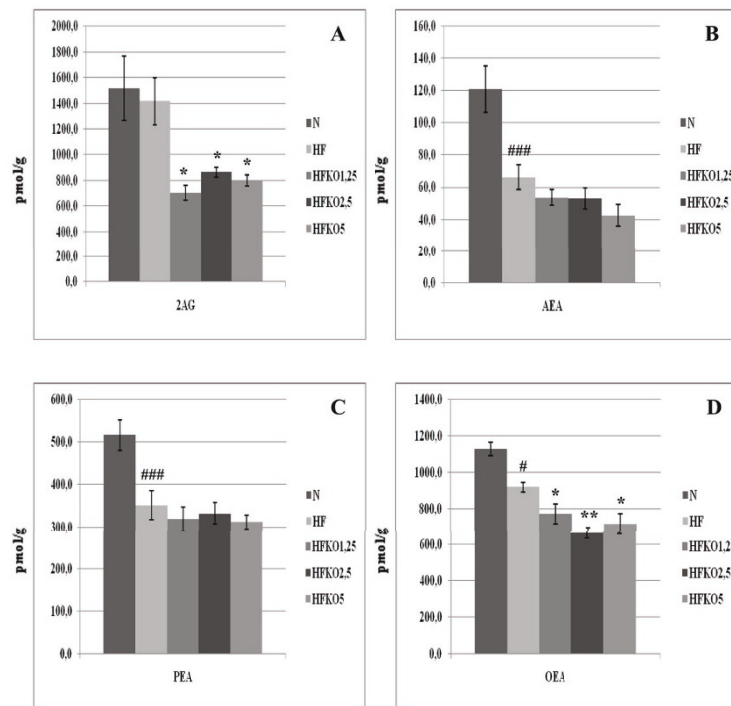 A
2000,0
1800,0
1600,0
1400,0
1200,0
1000,0
800,0
600,0
400,0
200,0
0,0
pmol/g
* * *
2AG
N
HF
HFKO1,25
HFKO2,5
HFKO5
B
160,0
140,0
120,0
100,0
80,0
60,0
40,0
20,0
0,0
pmol/g
###
AEA
N
HF
HFKO1,25
HFKO2,5
HFKO5
C
600,0
500,0
400,0
300,0
200,0
100,0
0,0
pmol/g
###
PEA
N
HF
HFKO1,25
HFKO2,5
HFKO5
D
1400,0
1200,0
1000,0
800,0
600,0
400,0
200,0
0,0
pmol/g
# * ** *
OEA
N
HF
HFKO1,25
HFKO2,5
HFKO5